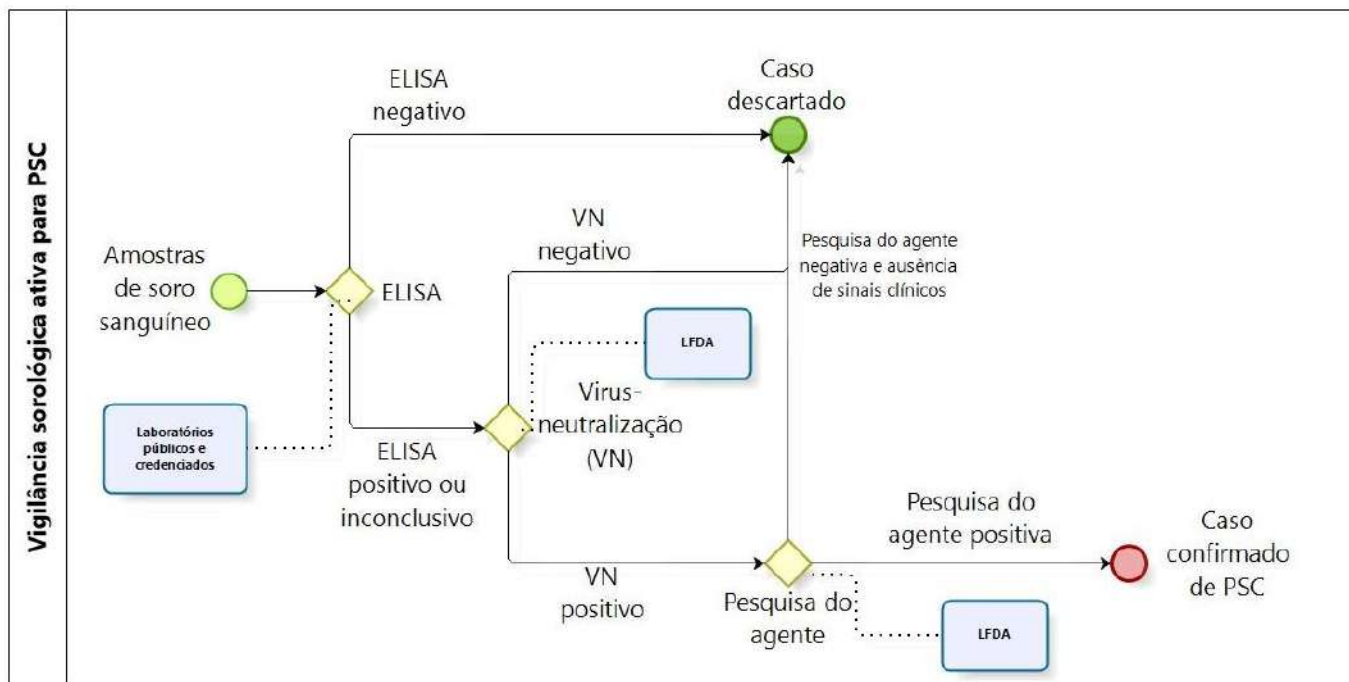 Vigilância sorológica ativa para PSC
ELISA
negativo
Caso
descartado
VN
negativo
Pesquisa do agente
negativa e ausência
de sinais clínicos
Amostras
de soro
sanguíneo
ELISA
LFDA
Virus-
neutralização
(VN)
Laboratórios
públicos e
credenciados
ELISA
positivo ou
inconclusivo
Pesquisa do
agente positiva
Caso
confirmado
de PSC
VN
positivo
Pesquisa do
agente
LFDA